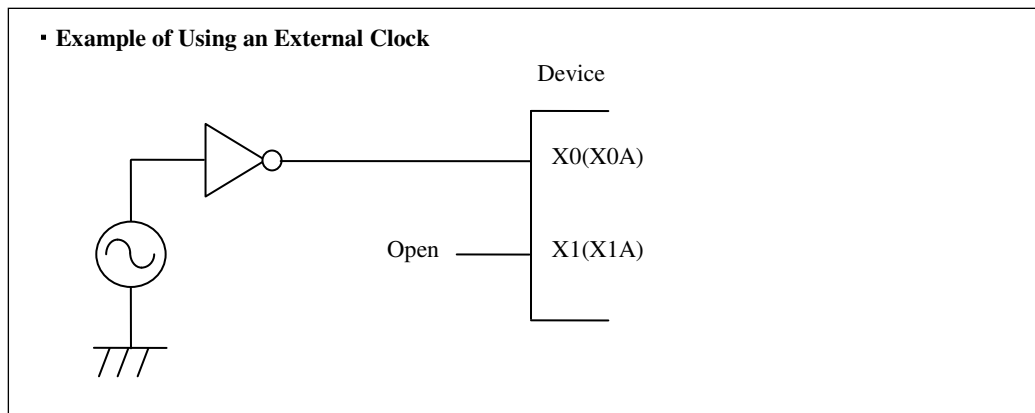 · Example of Using an External Clock
Device
X0(X0A)
Open
X1(X1A)